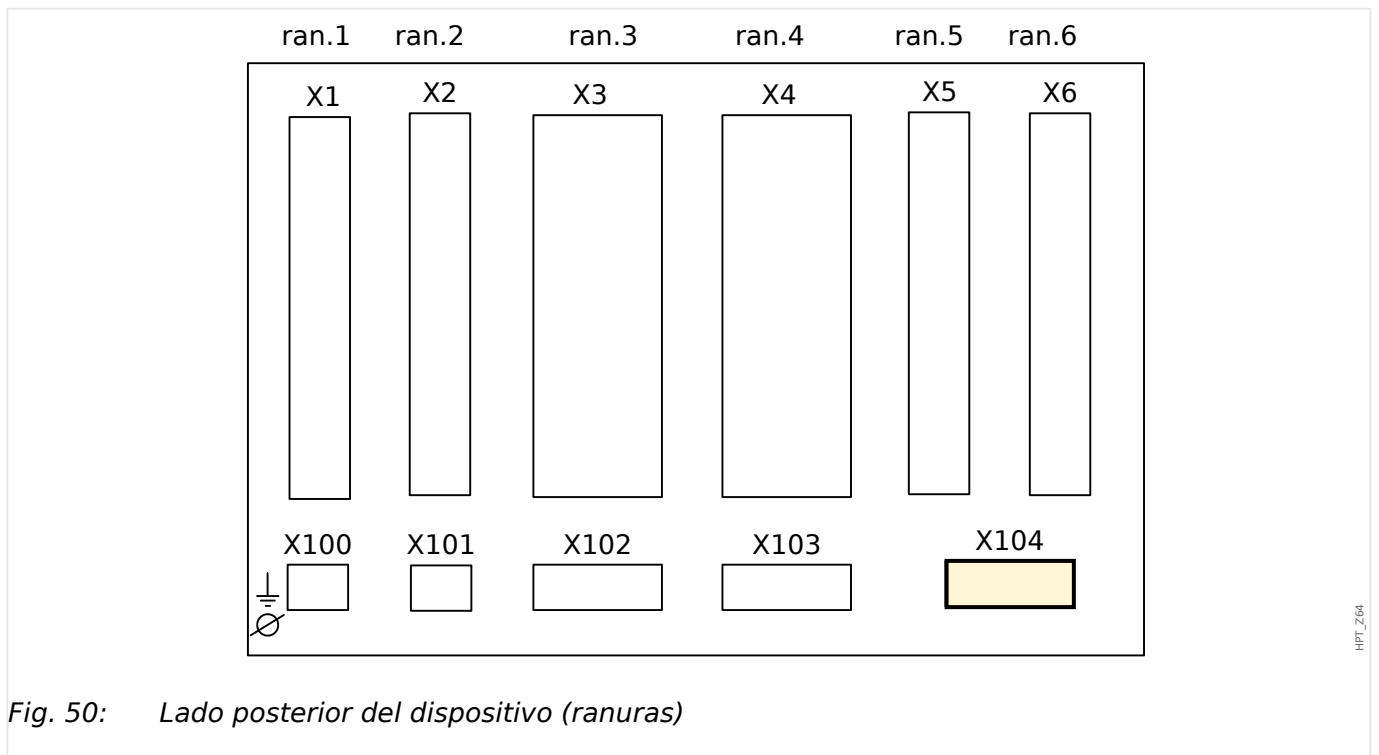 ran.1 ran.2 ran.3 ran.4 ran.5 ran.6
X1 X2 X3 X4 X5 X6
X100 X101 X102 X103 X104
HPT_Z64
Fig. 50: Lado posterior del dispositivo (ranuras)